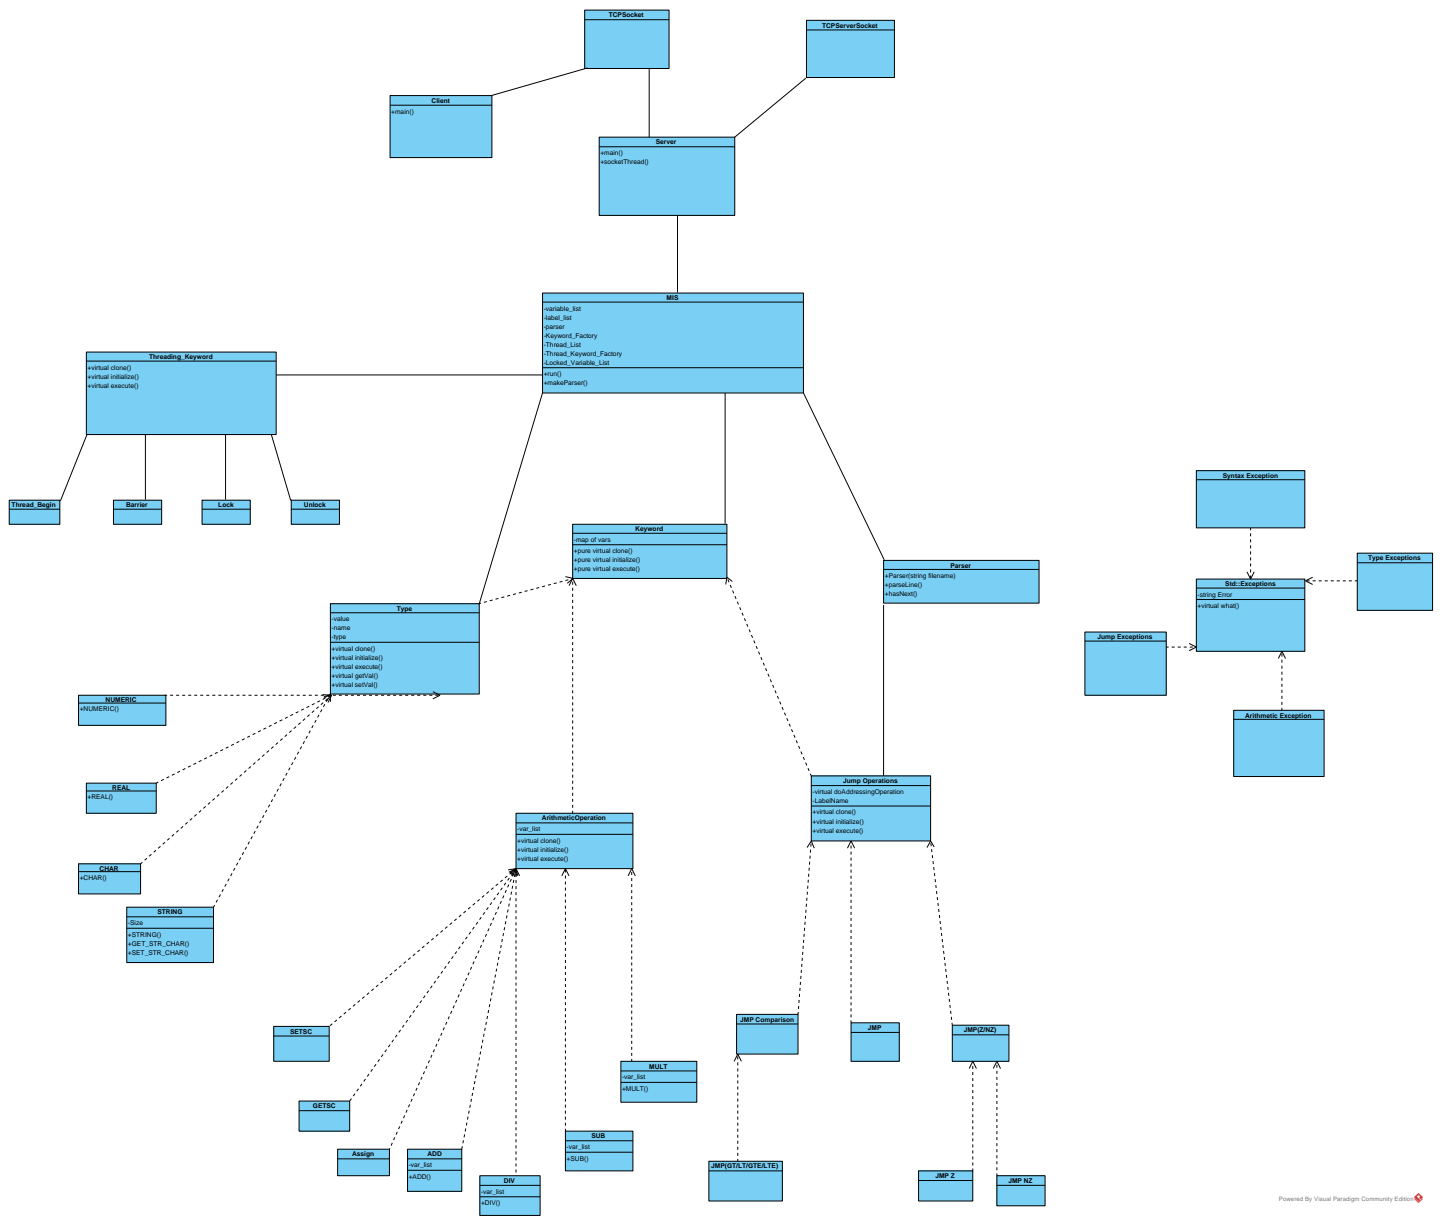 TCPSocket
TCPServerSocket
Client
+main()
Server
+main()
+socketThread()
MIS
-variable_list
-label_list
-parser
-Keyword_Factory
-Thread_List
-Thread_Keyword_Factory
-Locked_Variable_List
+run()
+makeParser()
Threading_Keyword
+virtual clone()
+virtual initialize()
+virtual execute()
Thread_Begin
Barrier
Lock
Unlock
Keyword
-map of vars
+pure virtual clone()
+pure virtual initialize()
+pure virtual execute()
Parser
+Parser(string filename)
+parseLine()
+hasNext()
Syntax Exception
Type Exceptions
Std::Exceptions
-string Error
+virtual what()
Jump Exceptions
Arithmetic Exception
Type
-value
-name
-type
+virtual clone()
+virtual initialize()
+virtual execute()
+virtual getVal()
+virtual setVal()
NUMERIC
+NUMERIC()
REAL
+REAL()
CHAR
+CHAR()
STRING
-Size
+STRING()
+GET_STR_CHAR()
+SET_STR_CHAR()
ArithmeticOperation
-var_list
+virtual clone()
+virtual initialize()
+virtual execute()
Jump Operations
-virtual doAddressingOperation
-LabelName
+virtual clone()
+virtual initialize()
+virtual execute()
SETSC
GETSC
Assign
ADD
-var_list
+ADD()
DIV
-var_list
+DIV()
SUB
-var_list
+SUB()
MULT
-var_list
+MULT()
JMP Comparison
JMP
JMP(Z/NZ)
JMP(GT/LT/GTE/LTE)
JMP Z
JMP NZ
Powered By Visual Paradigm Community Edition